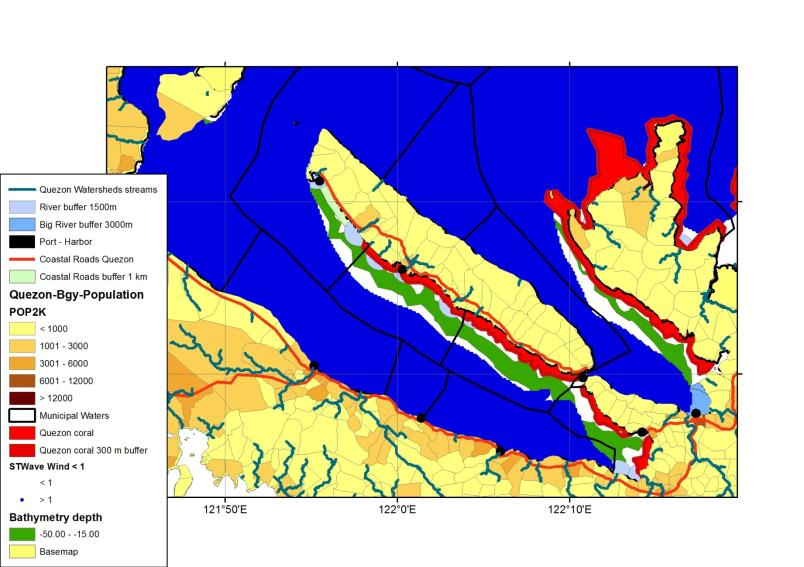 Quezon Watersheds streams
River buffer 1500m
Big River buffer 3000m
Port - Harbor
Coastal Roads Quezon
Coastal Roads buffer 1 km
Quezon-Bgy-Population
POP2K
< 1000
1001 - 3000
3001 - 6000
6001 - 12000
> 12000
Municipal Waters
Quezon coral
Quezon coral 300 m buffer
STWave Wind < 1
< 1
> 1
Bathymetry depth
-50.00 - -15.00
Basemap
121°50'E 122°0'E 122°10'E